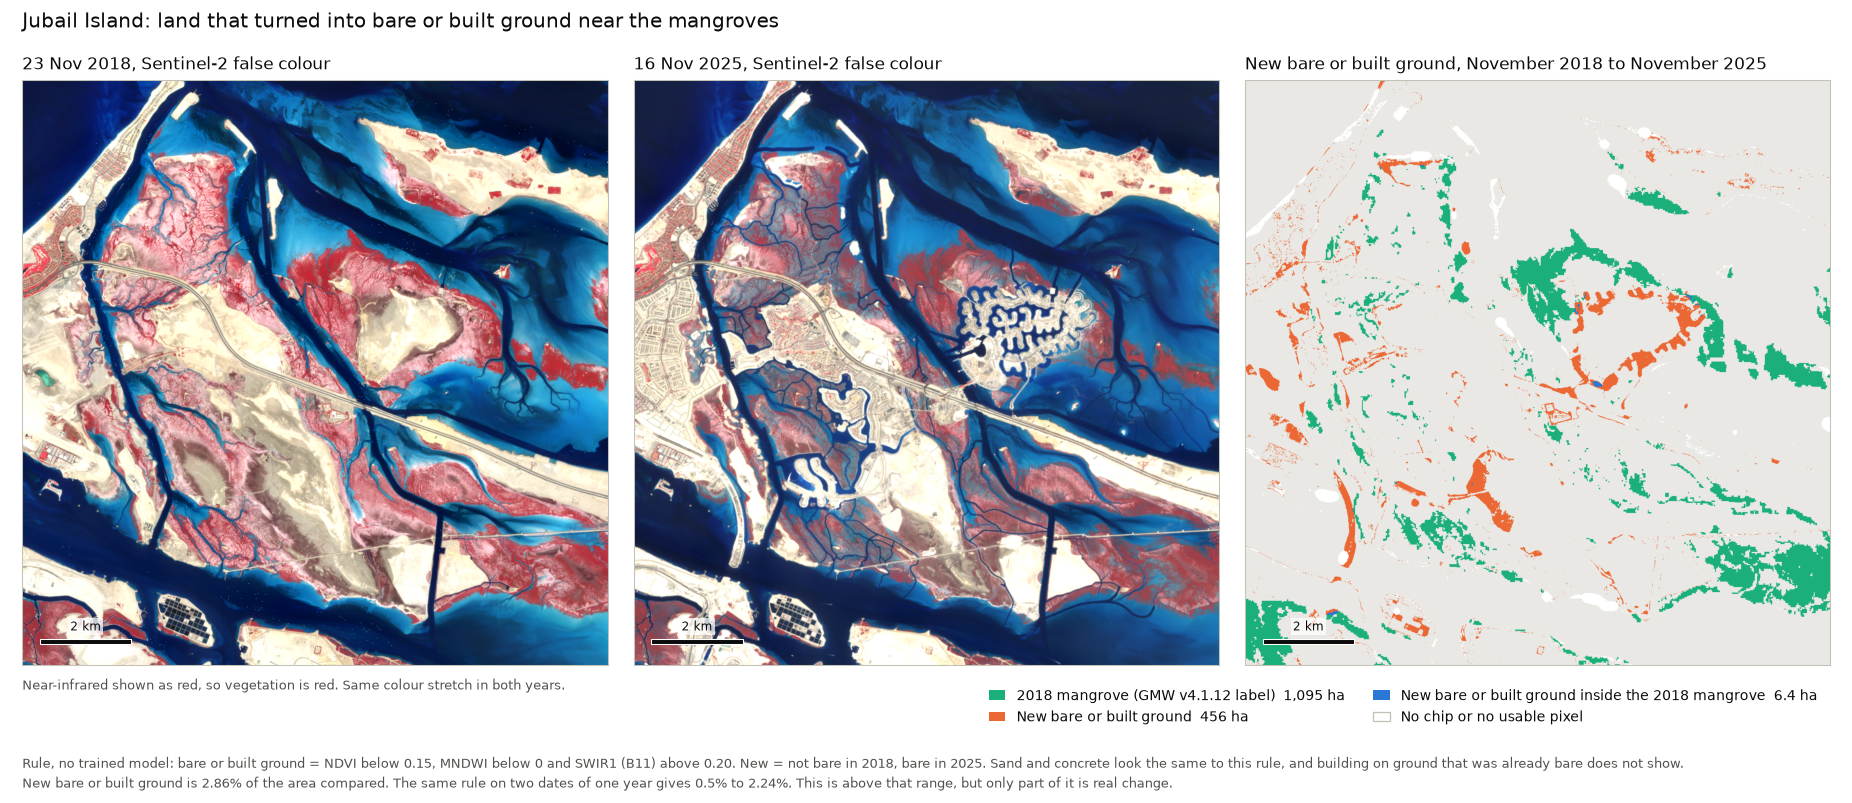 Jubail Island: land that turned into bare or built ground near the mangroves
23 Nov 2018, Sentinel-2 false colour
16 Nov 2025, Sentinel-2 false colour
New bare or built ground, November 2018 to November 2025
2 km
2 km
2 km
Near-infrared shown as red, so vegetation is red. Same colour stretch in both years.
2018 mangrove (GMW v4.1.12 label)  1,095 ha
New bare or built ground  456 ha
New bare or built ground inside the 2018 mangrove  6.4 ha
No chip or no usable pixel
Rule, no trained model: bare or built ground = NDVI below 0.15, MNDWI below 0 and SWIR1 (B11) above 0.20. New = not bare in 2018, bare in 2025. Sand and concrete look the same to this rule, and building on ground that was already bare does not show.
New bare or built ground is 2.86% of the area compared. The same rule on two dates of one year gives 0.5% to 2.24%. This is above that range, but only part of it is real change.